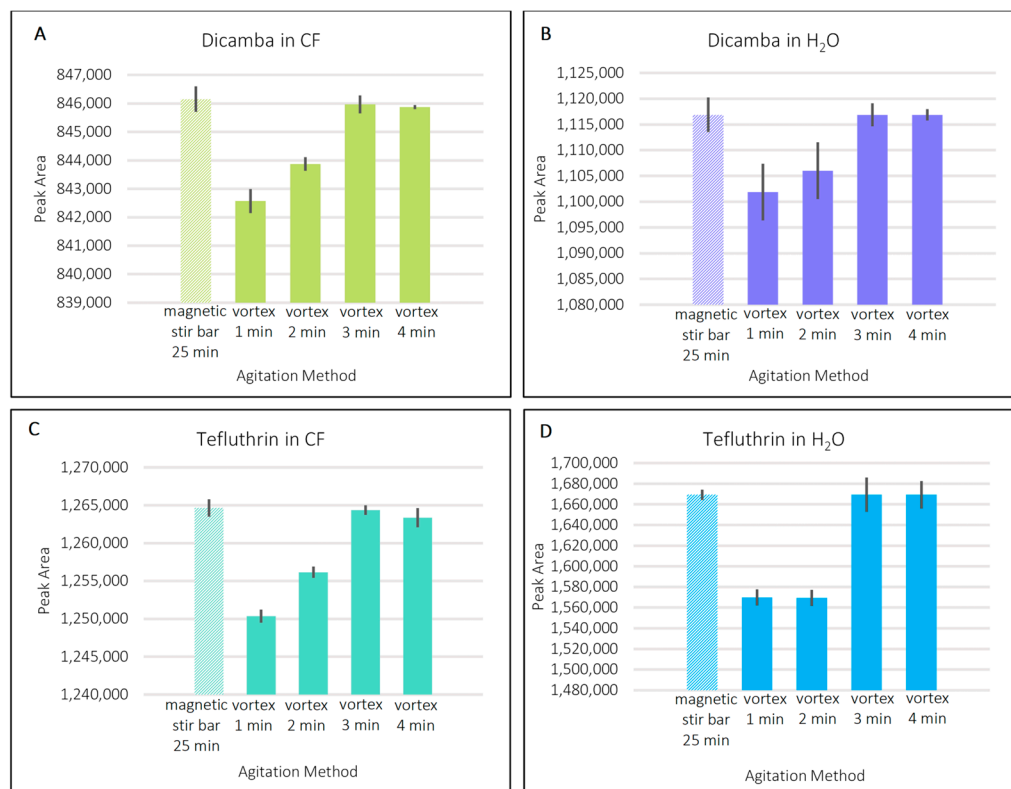 A
Dicamba in CF
Peak Area
847,000
846,000
845,000
844,000
843,000
842,000
841,000
840,000
839,000
magnetic stir bar 25 min
vortex 1 min
vortex 2 min
vortex 3 min
vortex 4 min
Agitation Method
B
Dicamba in H₂O
Peak Area
1,125,000
1,120,000
1,115,000
1,110,000
1,105,000
1,100,000
1,095,000
1,090,000
1,085,000
1,080,000
magnetic stir bar 25 min
vortex 1 min
vortex 2 min
vortex 3 min
vortex 4 min
Agitation Method
C
Tefluthrin in CF
Peak Area
1,270,000
1,265,000
1,260,000
1,255,000
1,250,000
1,245,000
1,240,000
magnetic stir bar 25 min
vortex 1 min
vortex 2 min
vortex 3 min
vortex 4 min
Agitation Method
D
Tefluthrin in H₂O
Peak Area
1,700,000
1,680,000
1,660,000
1,640,000
1,620,000
1,600,000
1,580,000
1,560,000
1,540,000
1,520,000
1,500,000
1,480,000
magnetic stir bar 25 min
vortex 1 min
vortex 2 min
vortex 3 min
vortex 4 min
Agitation Method